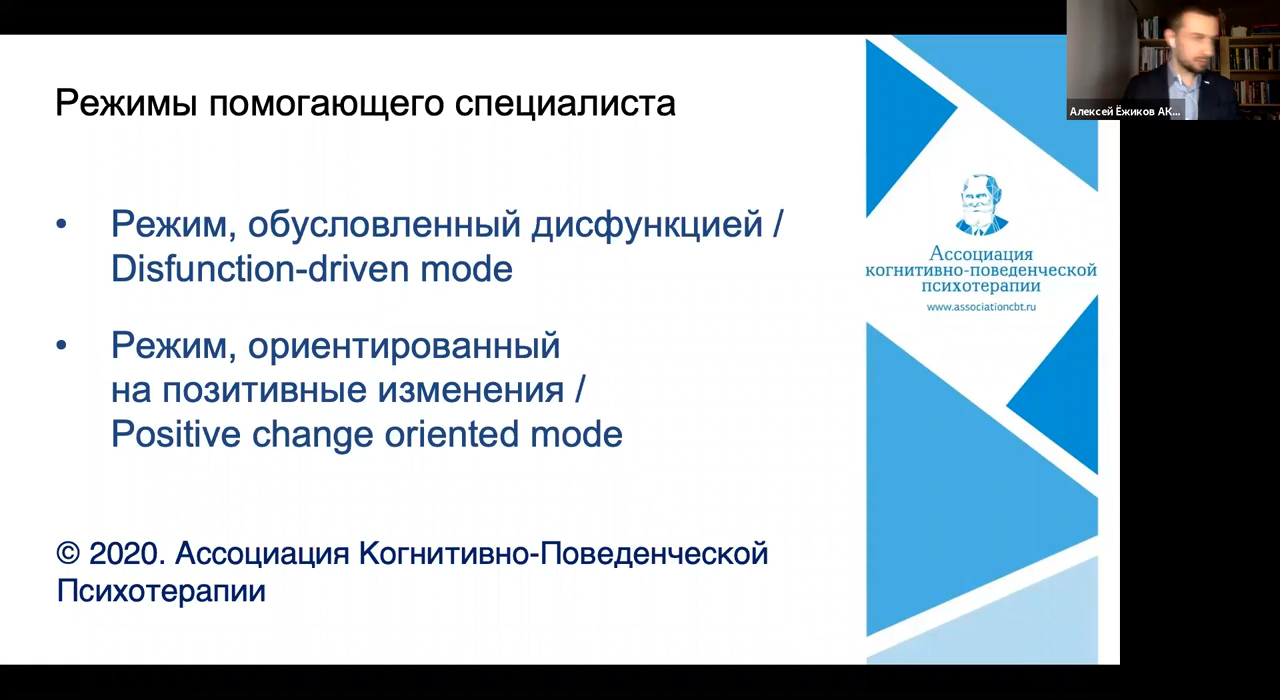 Режимы помогающего специалиста
• Режим, обусловленный дисфункцией /
Disfunction-driven mode
• Режим, ориентированный
на позитивные изменения /
Positive change oriented mode
© 2020. Ассоциация Когнитивно-Поведенческой
Психотерапии
Ассоциация
когнитивно-поведенческой
психотерапии
www.associationcbt.ru
Алексей Ёжиков АК...